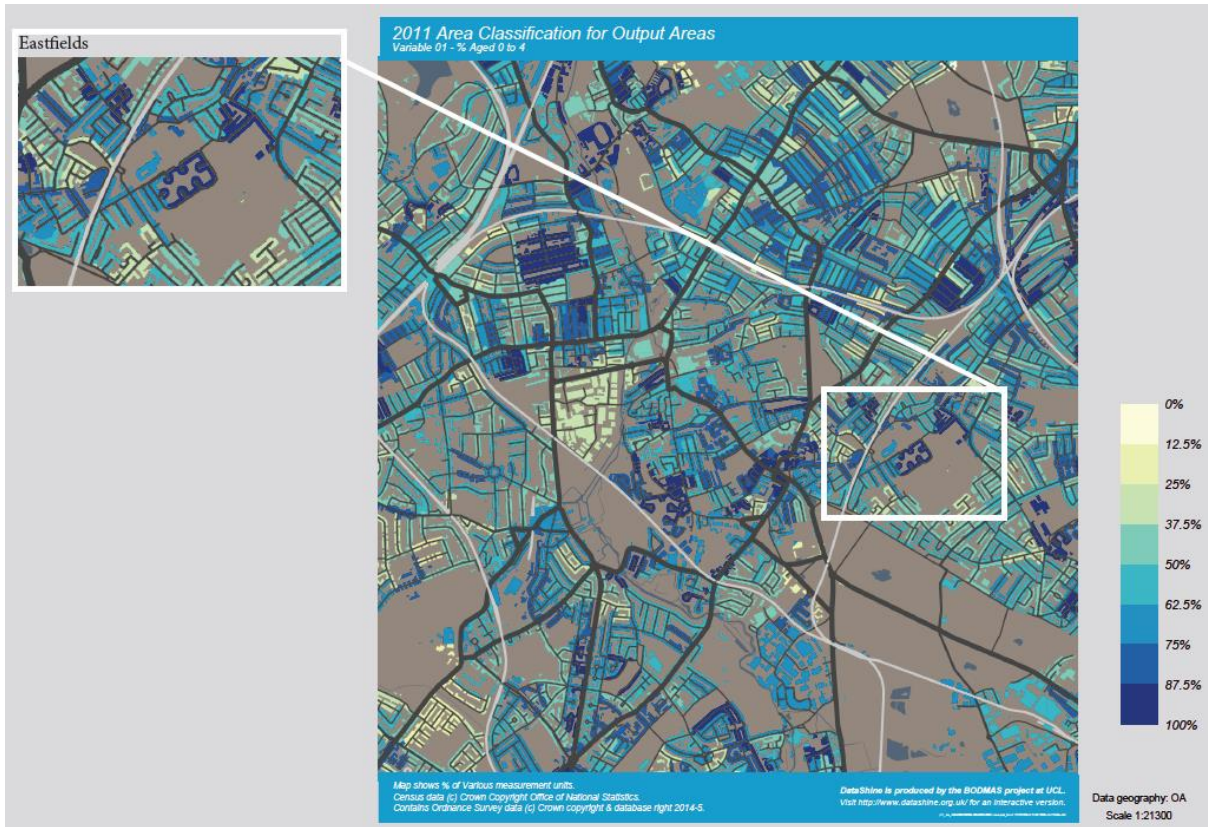 Eastfields
2011 Area Classification for Output Areas
Variable 01 - % Aged 0 to 4
0%
12.5%
25%
37.5%
50%
62.5%
75%
87.5%
100%
Map shows % of Various measurement units.
Census data (c) Crown Copyright Office of National Statistics.
Contains Ordnance Survey data (c) Crown copyright & database right 2014-5.
DataShine is produced by the BODMAS project at UCL.
Visit http://www.datashine.org.uk/ for an interactive version.
Data geography: OA
Scale 1:21300